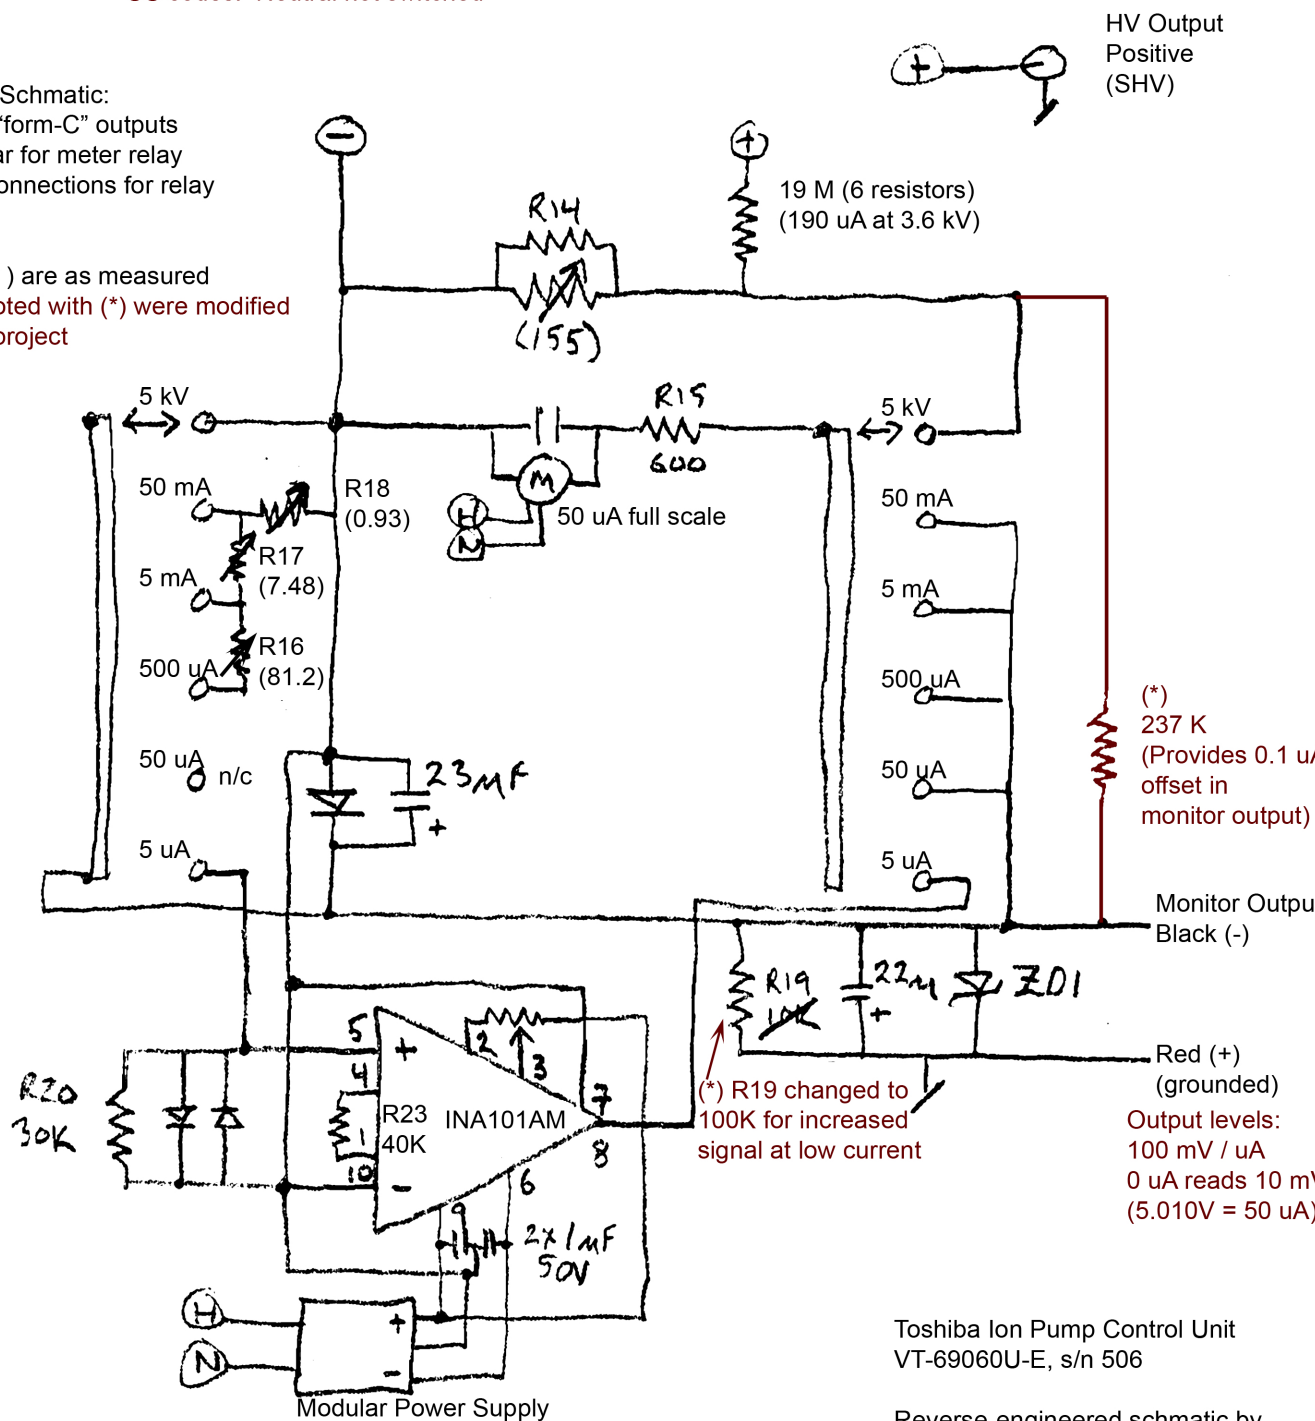 HV Output
Positive
(SHV)
+
Schmatic:
"form-C" outputs
for meter relay
for relay
−
+
19 M (6 resistors)
(190 uA at 3.6 kV)
R14
(155)
) are as measured
with (*) were modified
project
5 kV
R15
600
5 kV
50 mA
R18
(0.93)
M
H
N
50 uA full scale
50 mA
R17
(7.48)
5 mA
5 mA
R16
(81.2)
500 uA
500 uA
(*)
237 K
(Provides 0.1
offset in
monitor output)
50 uA
n/c
23 MF
+
50 uA
5 uA
5 uA
Monitor
Black (-)
R19
10K
22M
+
ZD1
Red (+)
(grounded)
5
+
4
2
3
7
R20
30K
R23
40K
1
10
−
INA101AM
8
6
9
(*) R19 changed to
100K for increased
signal at low current
Output levels:
100 mV / uA
0 uA reads 10
(5.010V = 50 uA)
2x1MF
50V
H
N
+
−
Modular Power Supply
Toshiba Ion Pump Control Unit
VT-69060U-E, s/n 506